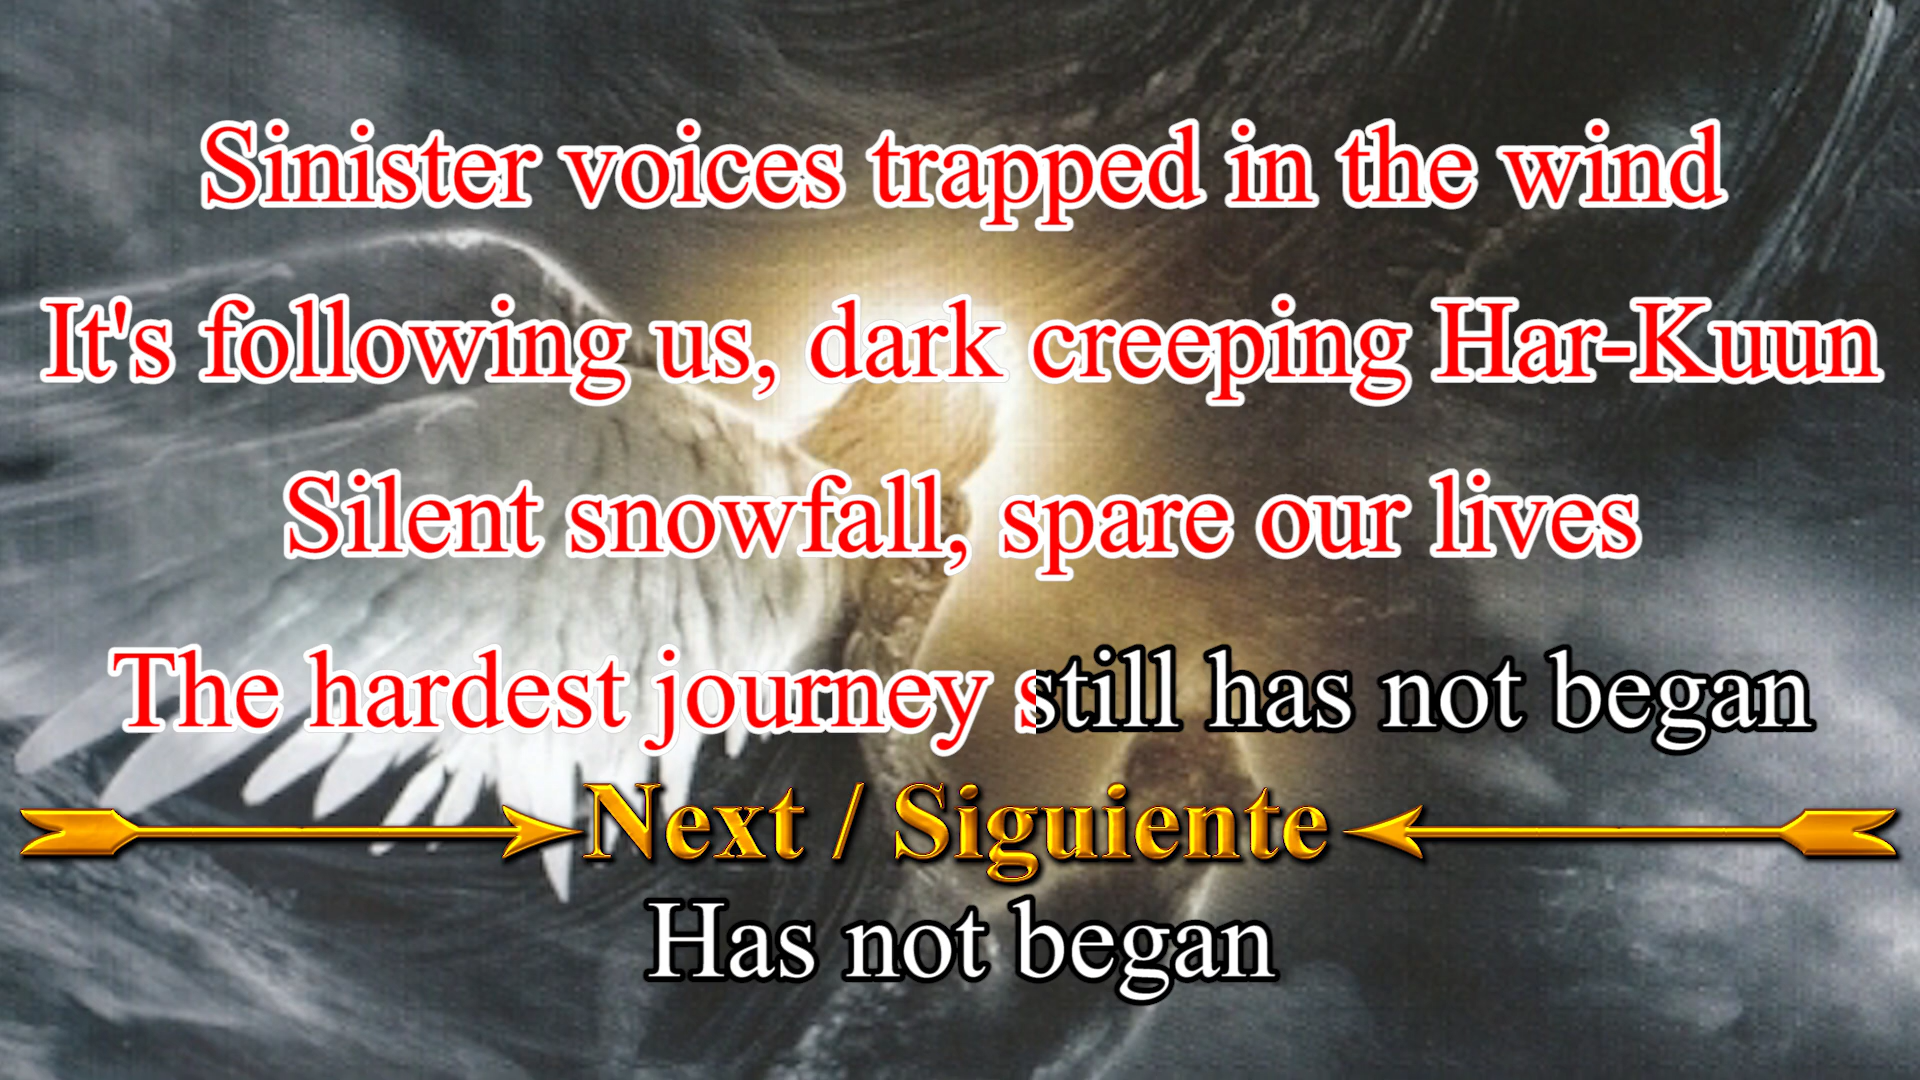 Sinister voices trapped in the wind
It's following us, dark creeping Har-Kuun
Silent snowfall, spare our lives
The hardest journey still has not began
Next / Siguiente
Has not began